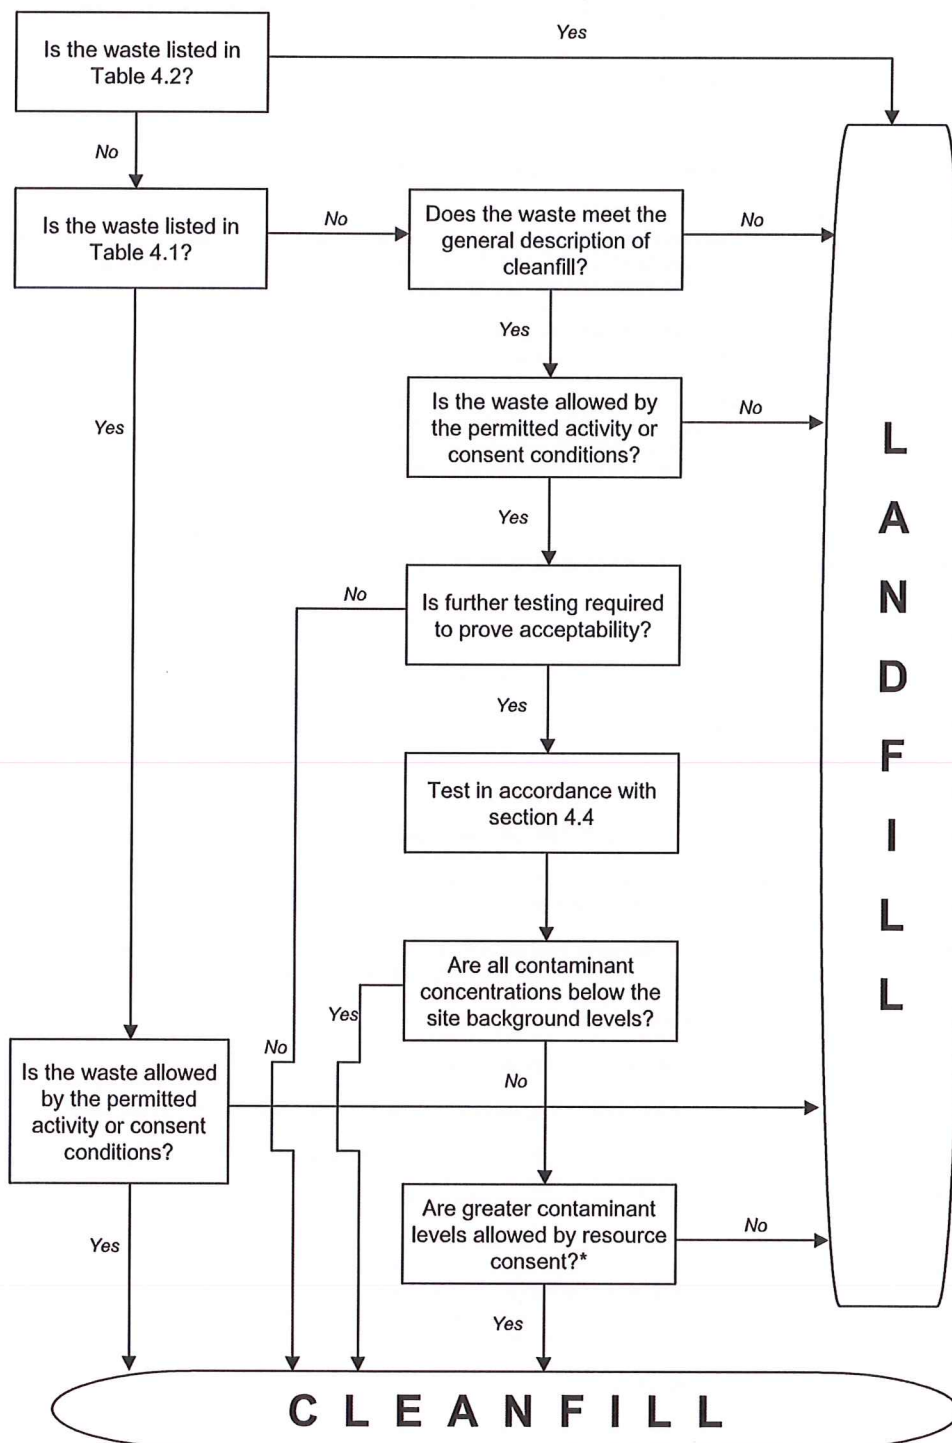 Is the waste listed in
Table 4.2?
Yes
No
Is the waste listed in
Table 4.1?
No
Does the waste meet the
general description of
cleanfill?
No
Yes
Yes
Is the waste allowed by
the permitted activity or
consent conditions?
No
Yes
No
Is further testing required
to prove acceptability?
Yes
Test in accordance with
section 4.4
Are all contaminant
concentrations below the
site background levels?
Yes
No
No
Is the waste allowed
by the permitted
activity or consent
conditions?
Yes
Are greater contaminant
levels allowed by resource
consent?*
No
Yes
LANDFILL
CLEANFILL